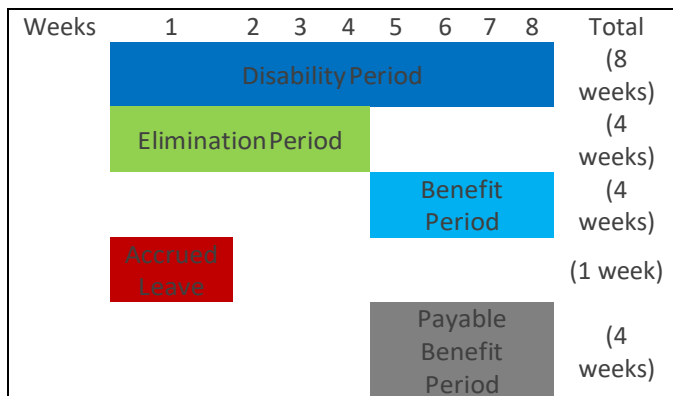 Weeks 1 2 3 4 5 6 7 8 Total
Disability Period (8 weeks)
Elimination Period (4 weeks)
Benefit Period (4 weeks)
Accrued Leave (1 week)
Payable Benefit Period (4 weeks)